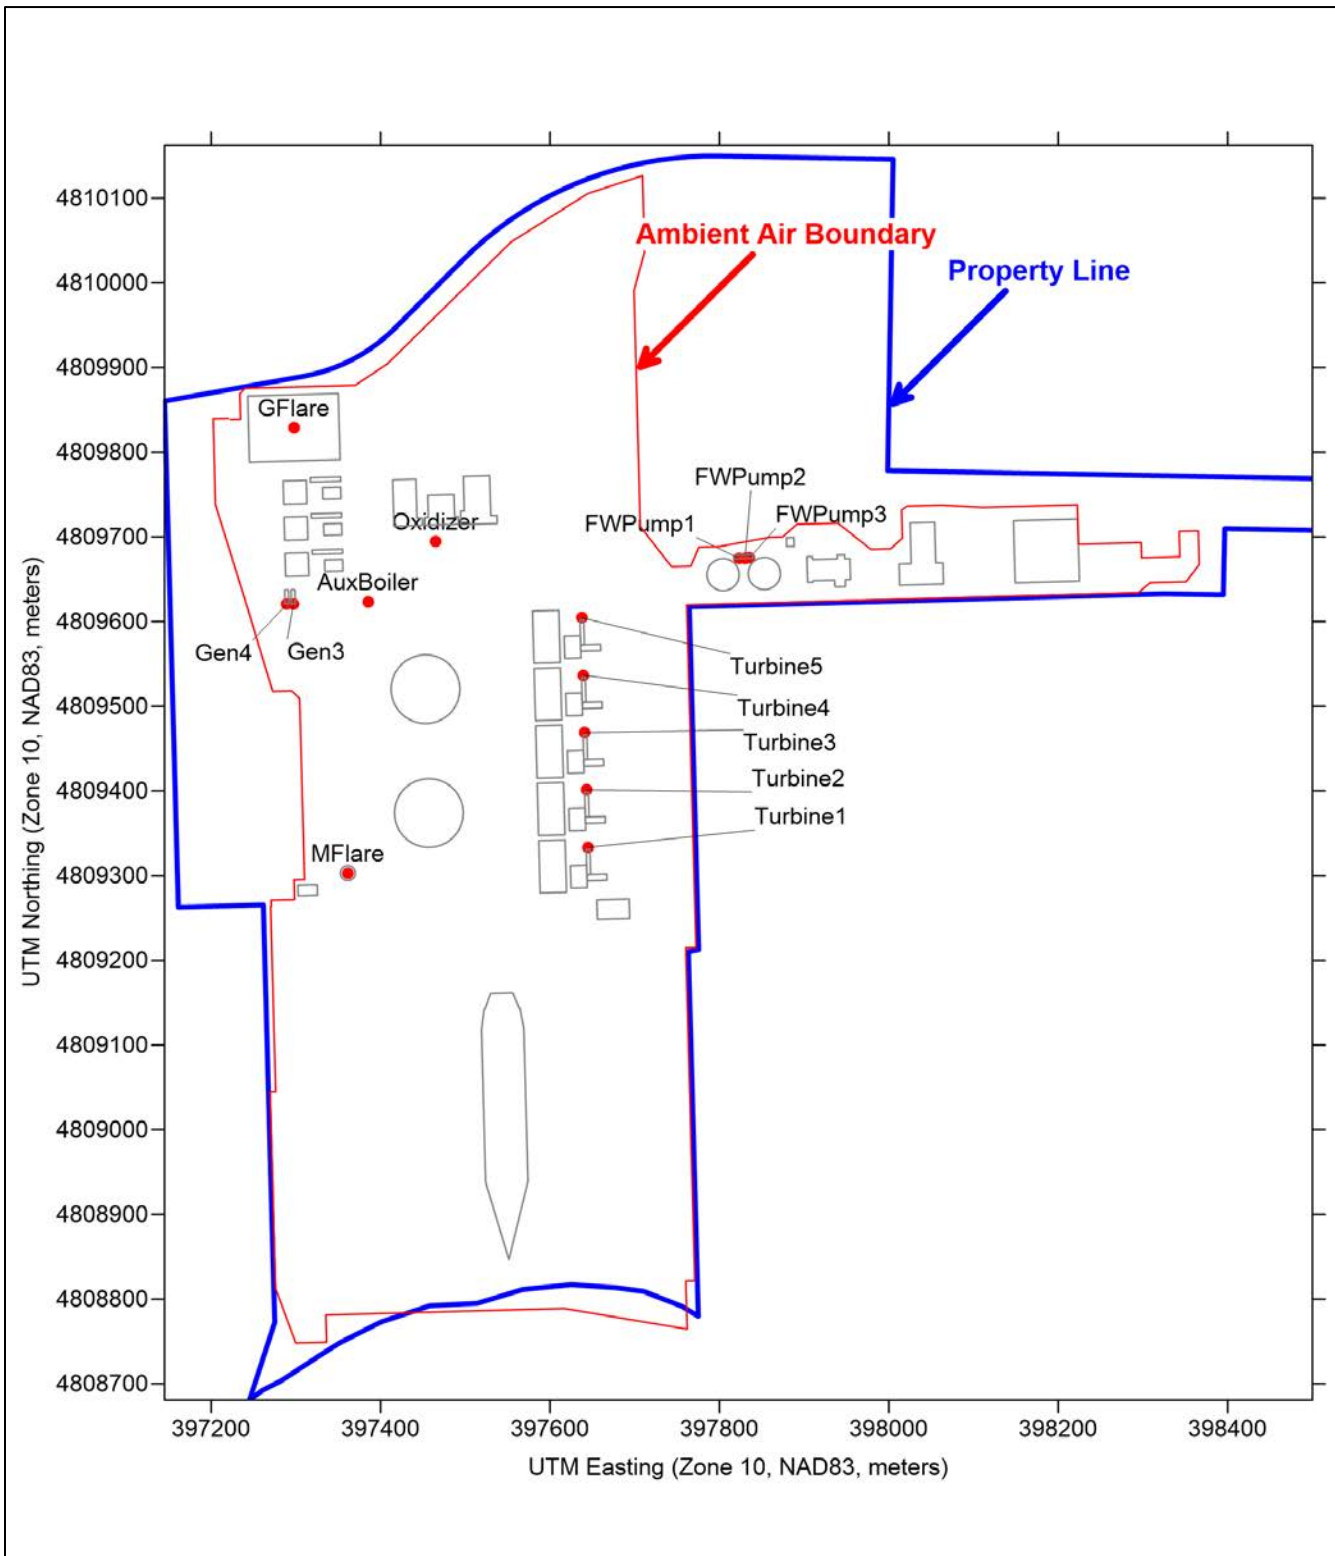 4810100
Ambient Air Boundary
Property Line
4810000
4809900
GFlare
4809800
FWPump2
FWPump1
FWPump3
Oxidizer
4809700
AuxBoiler
4809600
Gen4
Gen3
Turbine5
4809500
Turbine4
Turbine3
4809400
Turbine2
Turbine1
MFlare
4809300
4809200
4809100
4809000
4808900
4808800
4808700
UTM Northing (Zone 10, NAD83, meters)
397200 397400 397600 397800 398000 398200 398400
UTM Easting (Zone 10, NAD83, meters)